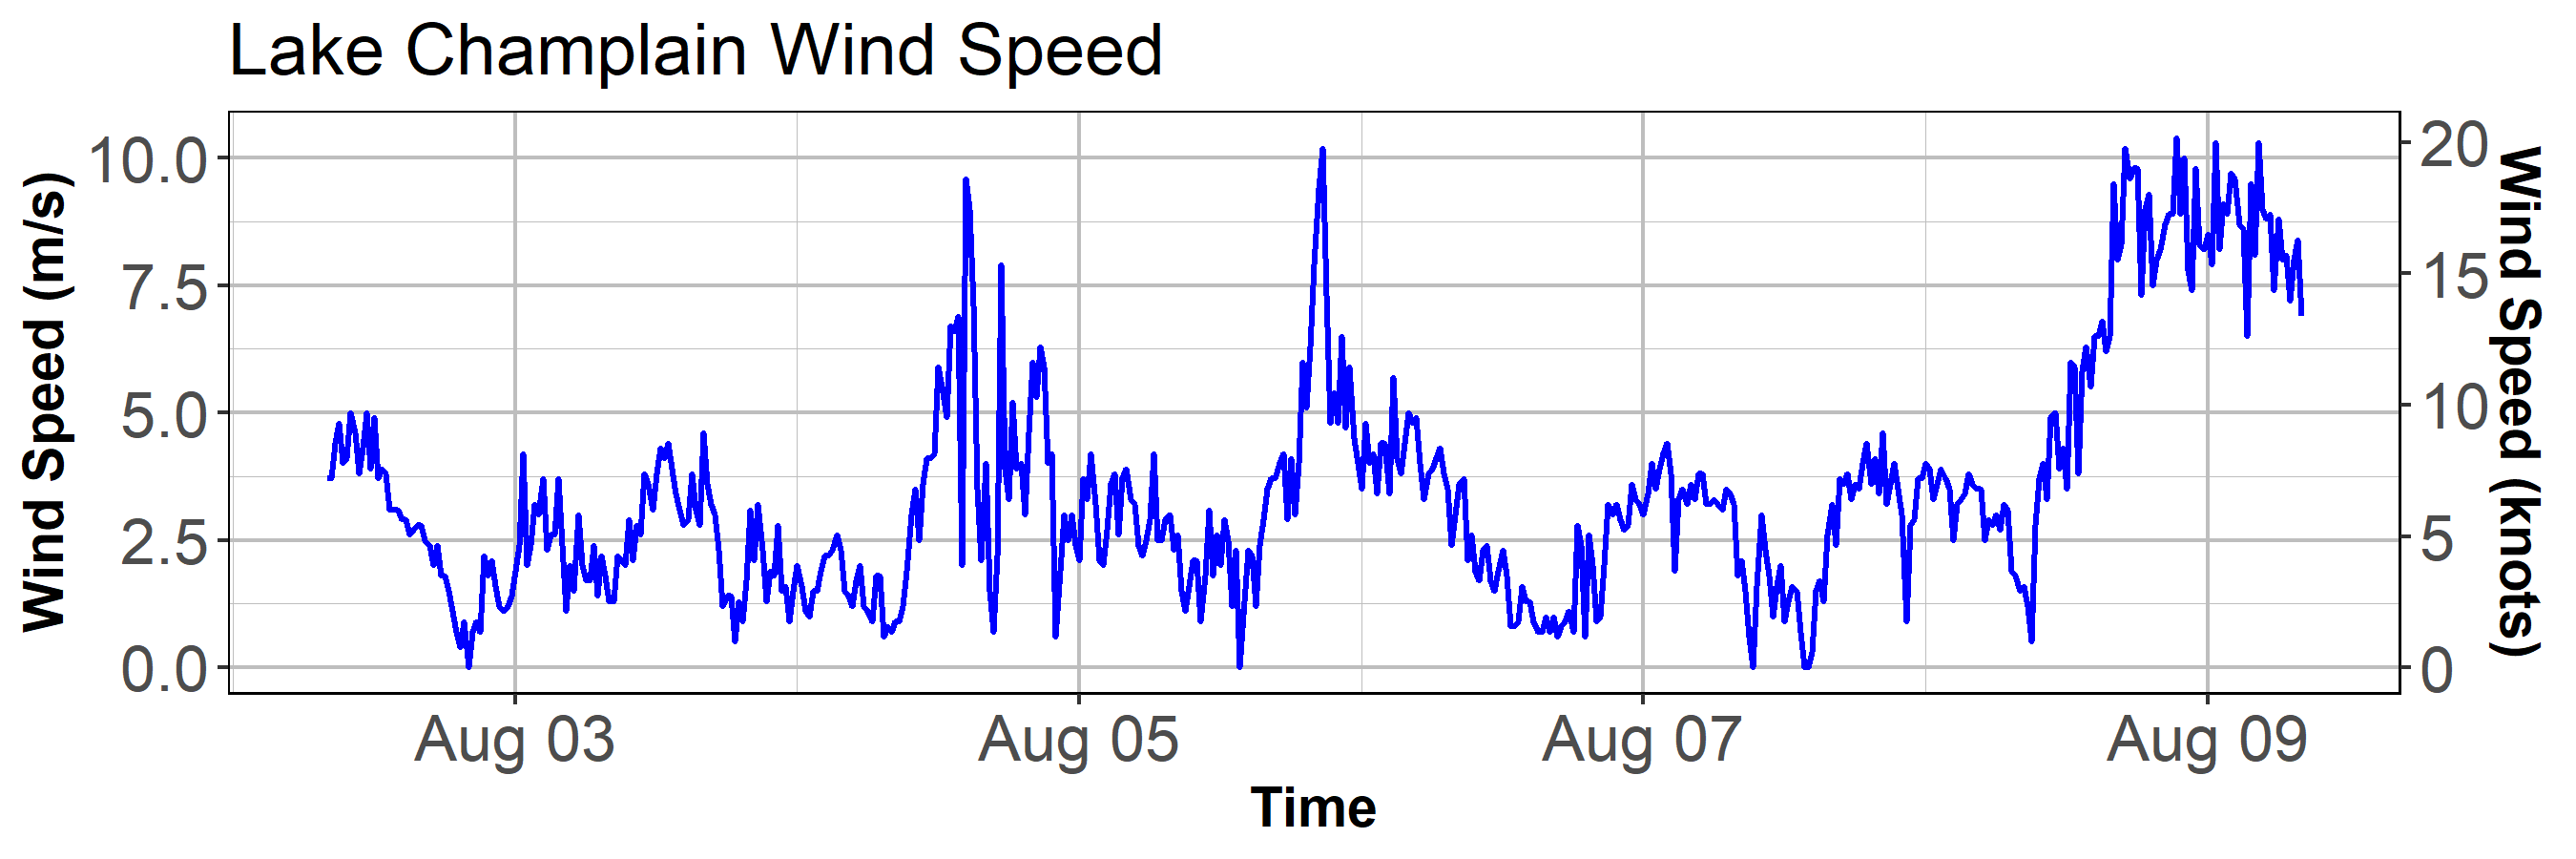 Lake Champlain Wind Speed
Wind Speed (m/s)
10.0
7.5
5.0
2.5
0.0
20
15
10
5
0
Wind Speed (knots)
Aug 03
Aug 05
Aug 07
Aug 09
Time